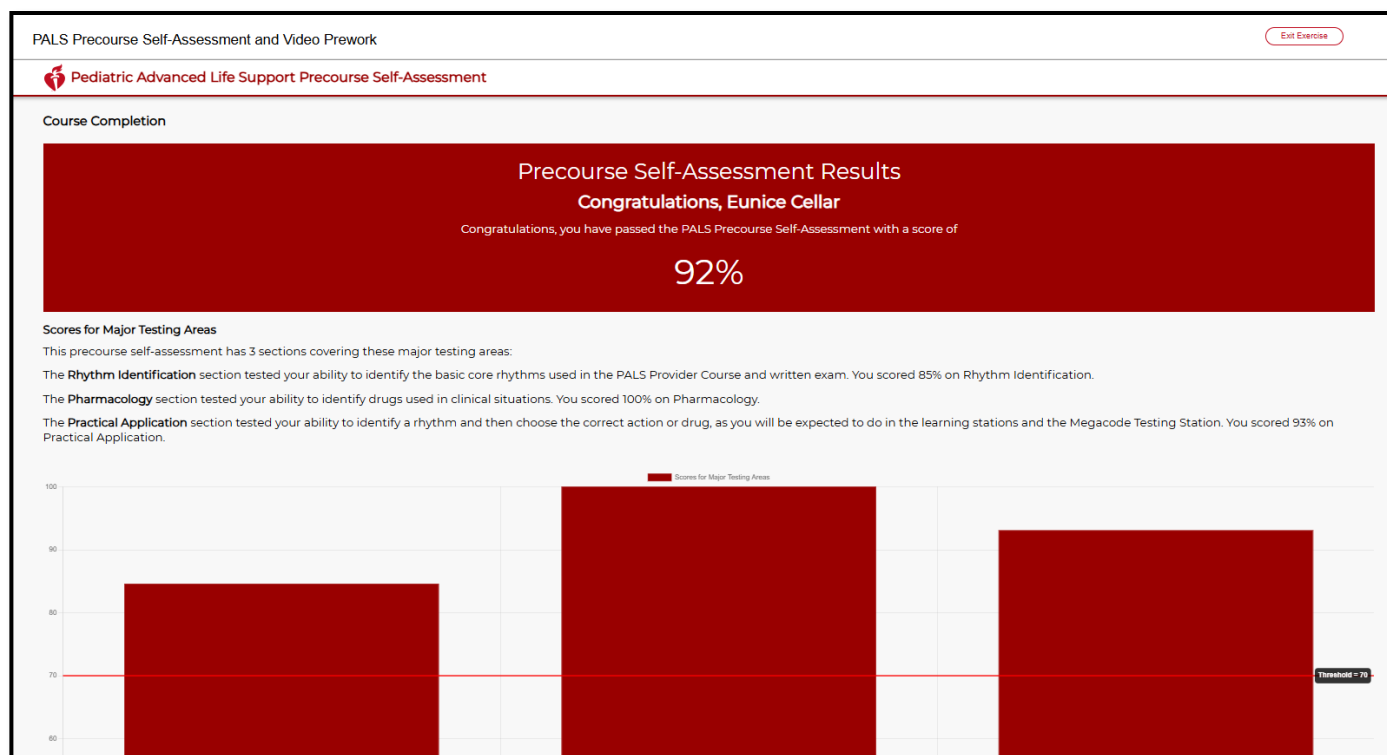 PALS Precourse Self-Assessment and Video Prework
Exit Exercise
Pediatric Advanced Life Support Precourse Self-Assessment
Course Completion
Precourse Self-Assessment Results
Congratulations, Eunice Cellar
Congratulations, you have passed the PALS Precourse Self-Assessment with a score of
92%
Scores for Major Testing Areas
This precourse self-assessment has 3 sections covering these major testing areas:
The Rhythm Identification section tested your ability to identify the basic core rhythms used in the PALS Provider Course and written exam. You scored 85% on Rhythm Identification.
The Pharmacology section tested your ability to identify drugs used in clinical situations. You scored 100% on Pharmacology.
The Practical Application section tested your ability to identify a rhythm and then choose the correct action or drug, as you will be expected to do in the learning stations and the Megacode Testing Station. You scored 93% on
Practical Application.
Scores for Major Testing Areas
100
90
80
70
Threshold = 70
60